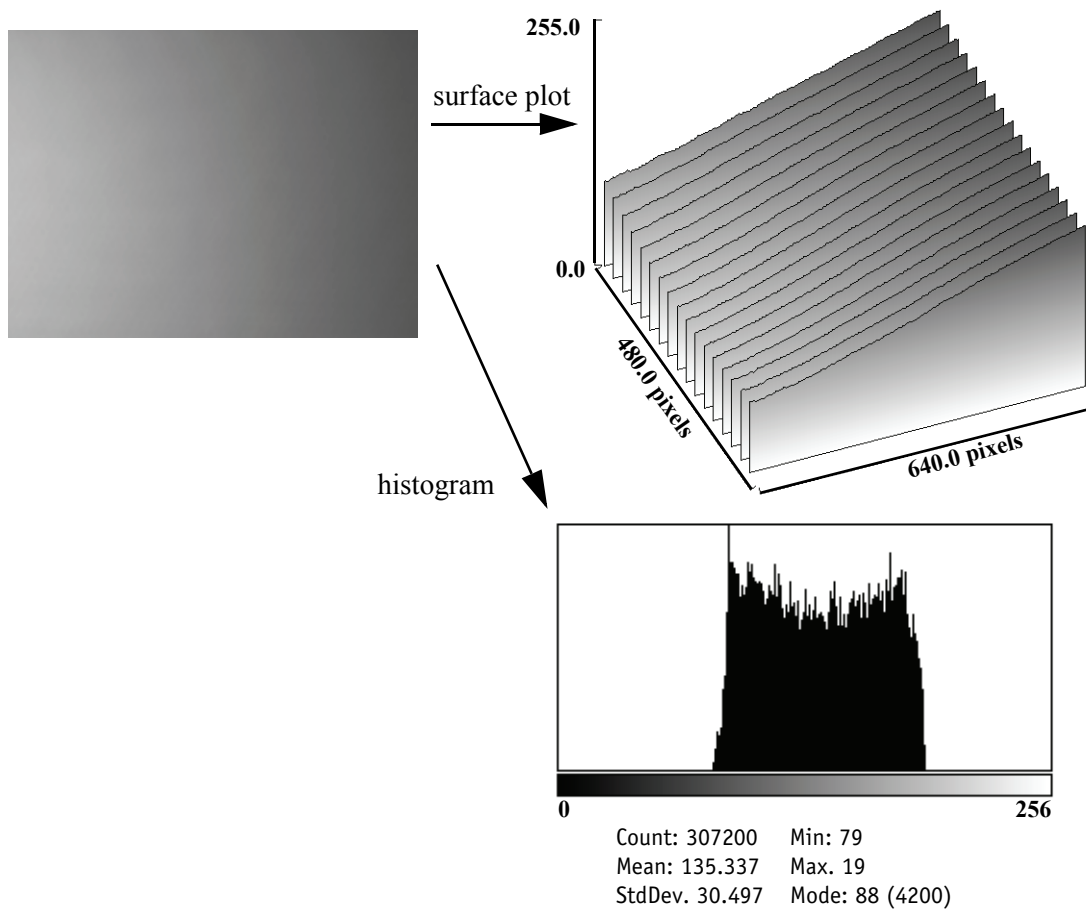 255.0
surface plot
0.0
480.0 pixels
640.0 pixels
histogram
0
256
Count: 307200 Min: 79
Mean: 135.337 Max. 19
StdDev. 30.497 Mode: 88 (4200)